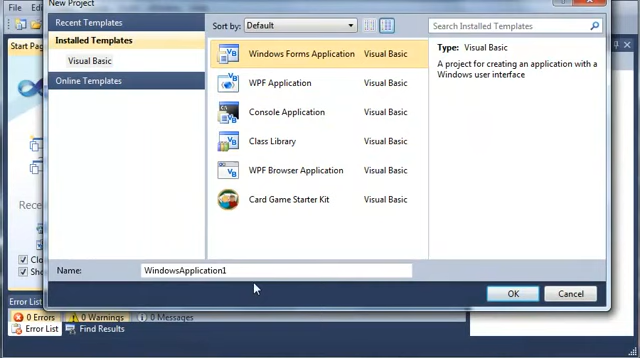 New Project
File
Recent Templates
Sort by: Default
Search Installed Templates
Start Pag
Installed Templates
Visual Basic
Online Templates
Windows Forms Application Visual Basic
WPF Application Visual Basic
Console Application Visual Basic
Class Library Visual Basic
WPF Browser Application Visual Basic
Card Game Starter Kit Visual Basic
Type: Visual Basic
A project for creating an application with a
Windows user interface
Rece
Clo
Sho
Name: WindowsApplication1
OK Cancel
Error List
0 Errors 0 Warnings 0 Messages
Error List Find Results